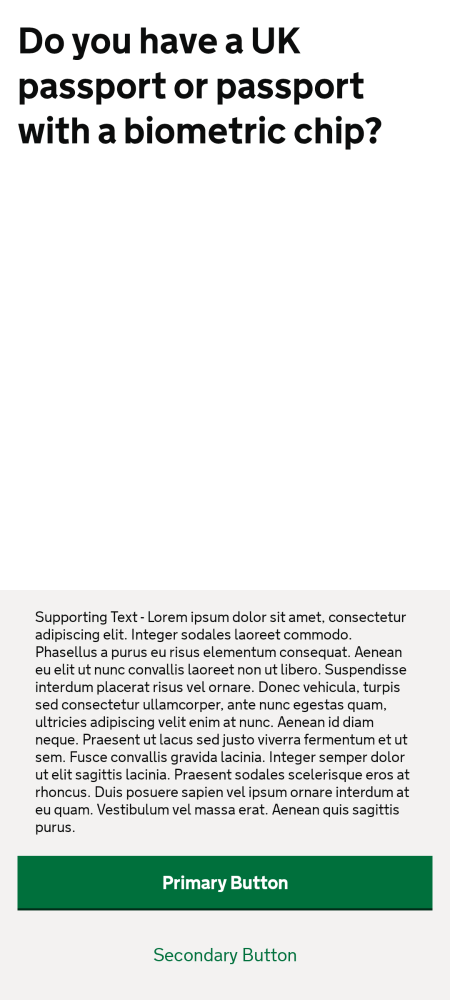 Do you have a UK
passport or passport
with a biometric chip?
Supporting Text - Lorem ipsum dolor sit amet, consectetur
adipiscing elit. Integer sodales laoreet commodo.
Phasellus a purus eu risus elementum consequat. Aenean
eu elit ut nunc convallis laoreet non ut libero. Suspendisse
interdum placerat risus vel ornare. Donec vehicula, turpis
sed consectetur ullamcorper, ante nunc egestas quam,
ultricies adipiscing velit enim at nunc. Aenean id diam
neque. Praesent ut lacus sed justo viverra fermentum et ut
sem. Fusce convallis gravida lacinia. Integer semper dolor
ut elit sagittis lacinia. Praesent sodales scelerisque eros at
rhoncus. Duis posuere sapien vel ipsum ornare interdum at
eu quam. Vestibulum vel massa erat. Aenean quis sagittis
purus.
Primary Button
Secondary Button